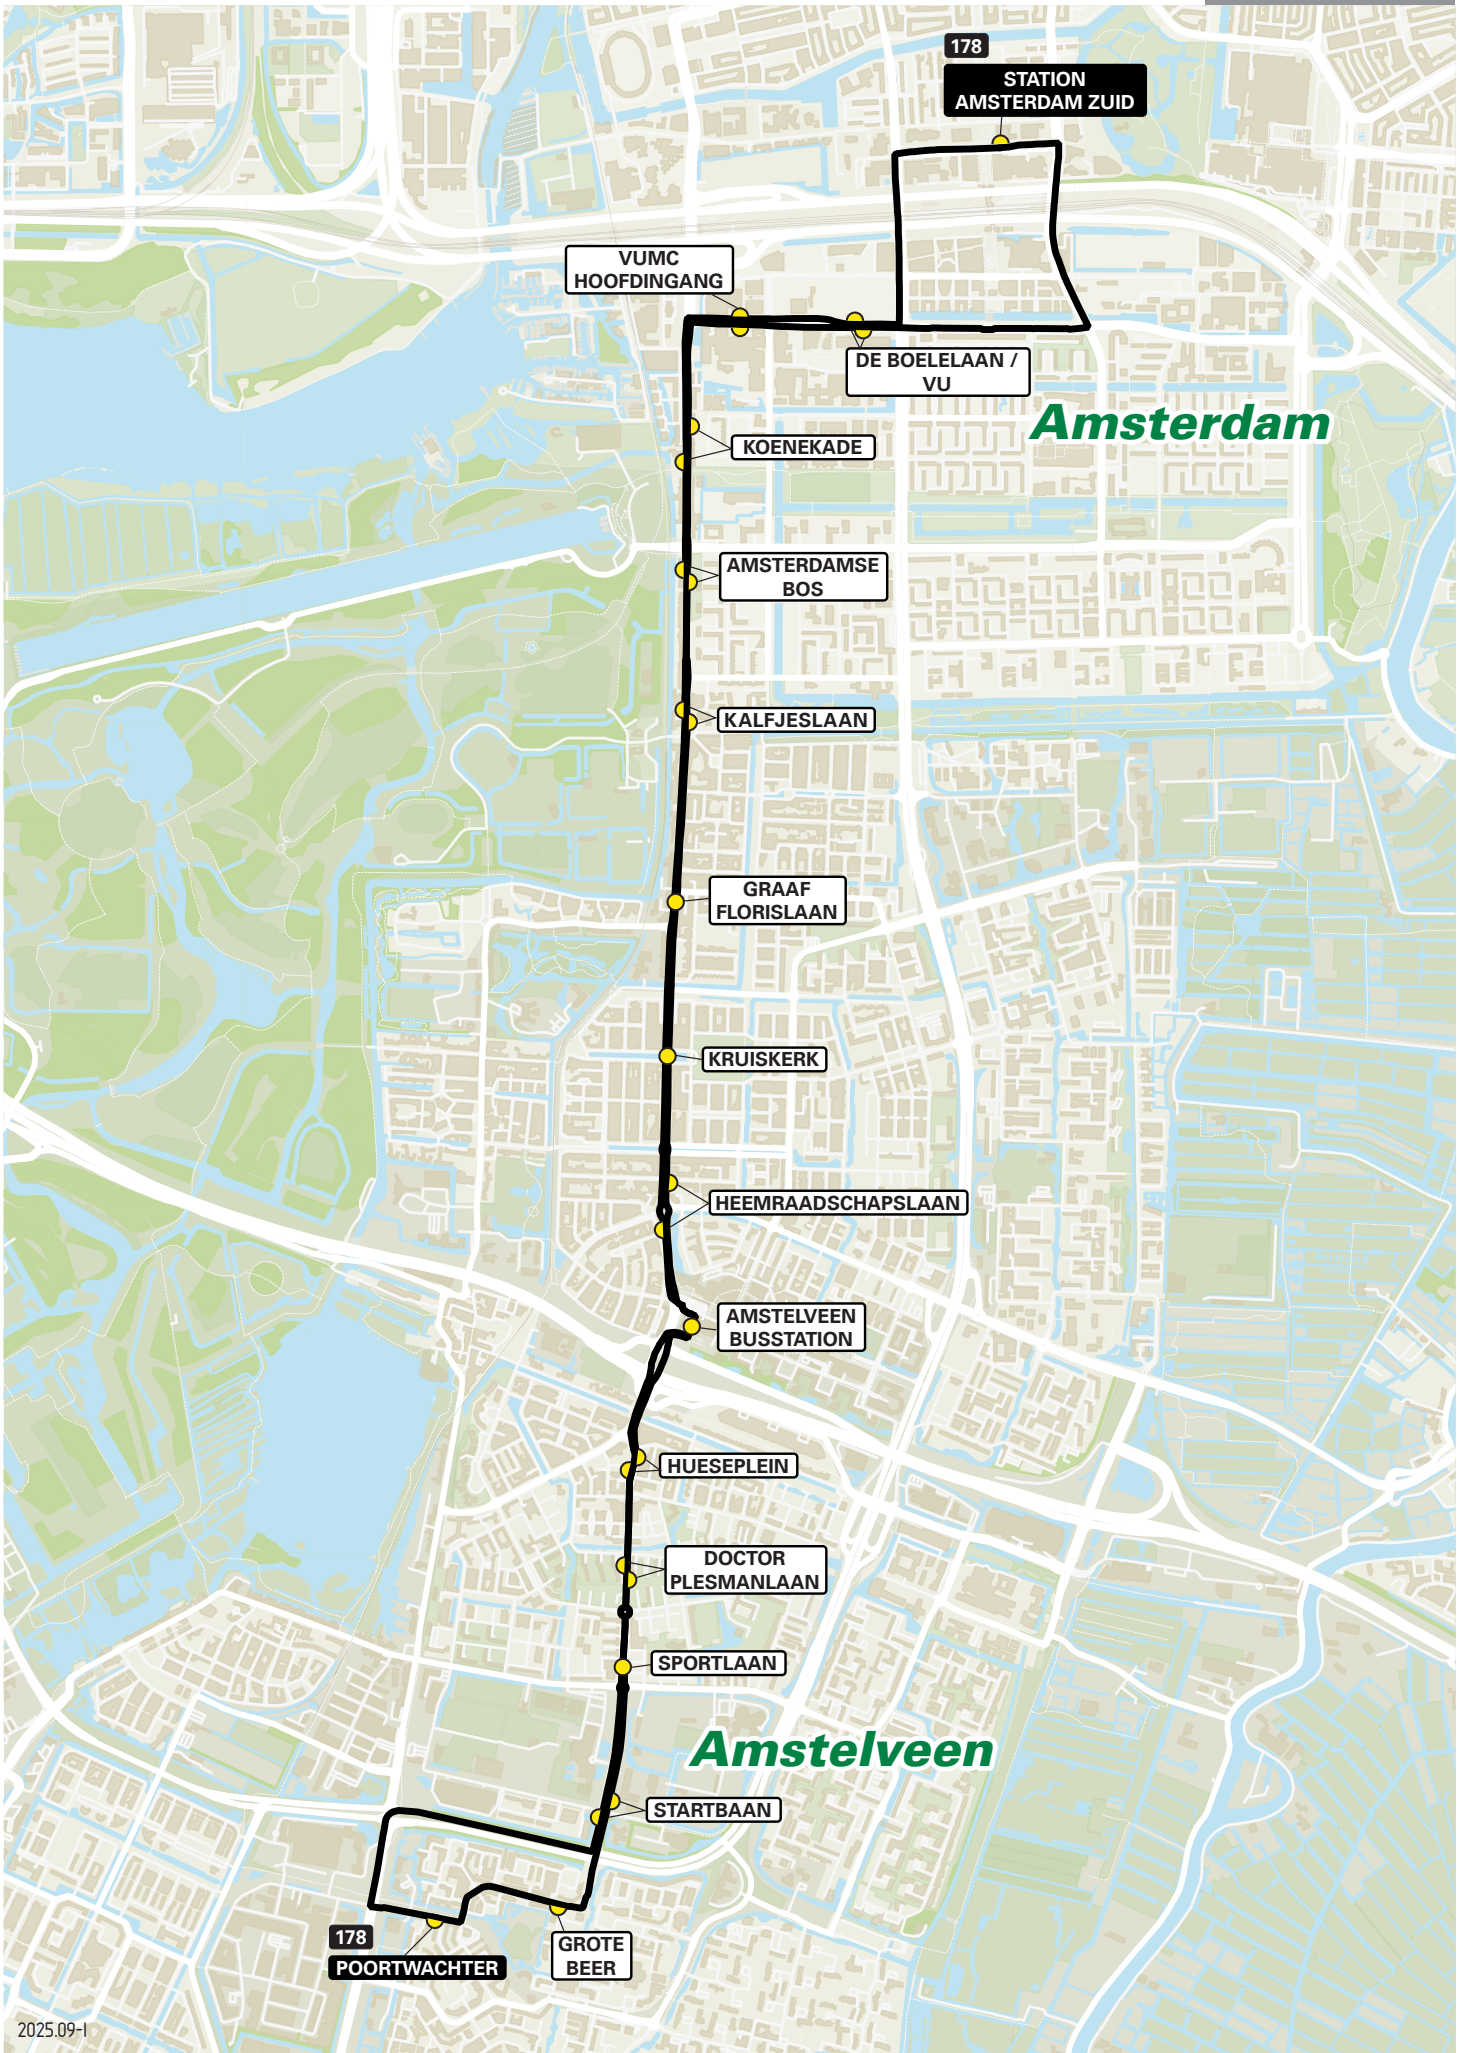 178
STATION
AMSTERDAM ZUID
VUMC
HOOFDINGANG
DE BOELELAAN /
VU
Amsterdam
KOENEKADE
AMSTERDAMSE
BOS
KALFJESLAAN
GRAAF
FLORISLAAN
KRUISKERK
HEEMRAADSCHAPSLAAN
AMSTELVEEN
BUSSTATION
HUESEPLEIN
DOCTOR
PLESMANLAAN
SPORTLAAN
Amstelveen
STARTBAAN
178
POORTWACHTER
GROTE
BEER
2025.09-I